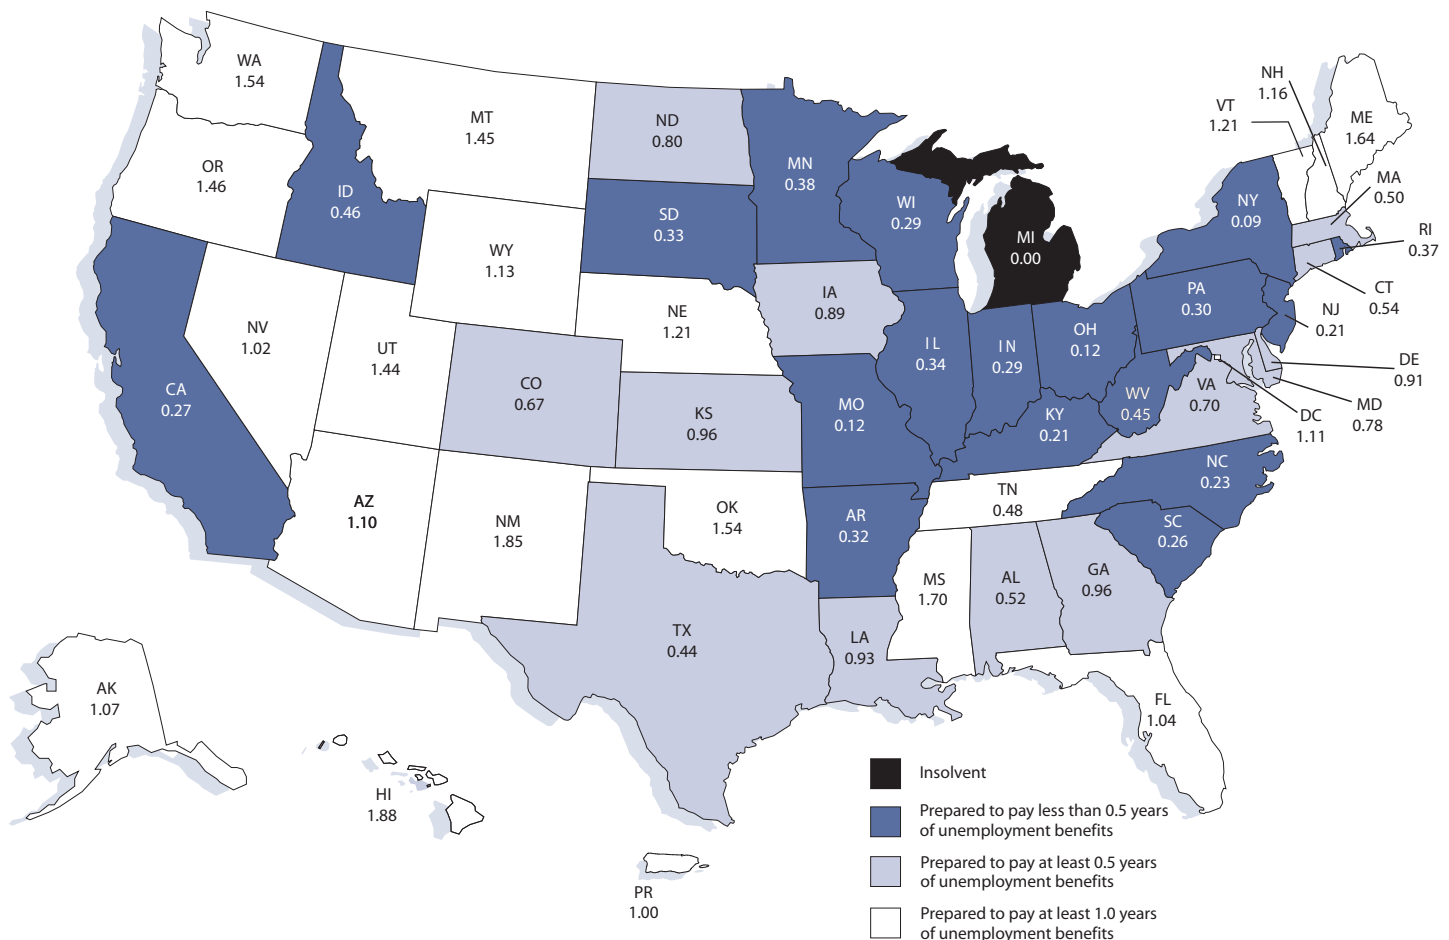 WA
1.54
OR
1.46
ID
0.46
MT
1.45
ND
0.80
MN
0.38
SD
0.33
WI
0.29
MI
0.00
WY
1.13
NV
1.02
UT
1.44
CA
0.27
CO
0.67
NE
1.21
IA
0.89
KS
0.96
IL
0.34
IN
0.29
OH
0.12
MO
0.12
KY
0.21
WV
0.45
VA
0.70
PA
0.30
NY
0.09
VT
1.21
NH
1.16
ME
1.64
MA
0.50
RI
0.37
CT
0.54
NJ
0.21
DE
0.91
MD
0.78
DC
1.11
NC
0.23
SC
0.26
TN
0.48
AR
0.32
OK
1.54
AZ
1.10
NM
1.85
TX
0.44
LA
0.93
MS
1.70
AL
0.52
GA
0.96
FL
1.04
AK
1.07
HI
1.88
PR
1.00
Insolvent
Prepared to pay less than 0.5 years
of unemployment benefits
Prepared to pay at least 0.5 years
of unemployment benefits
Prepared to pay at least 1.0 years
of unemployment benefits